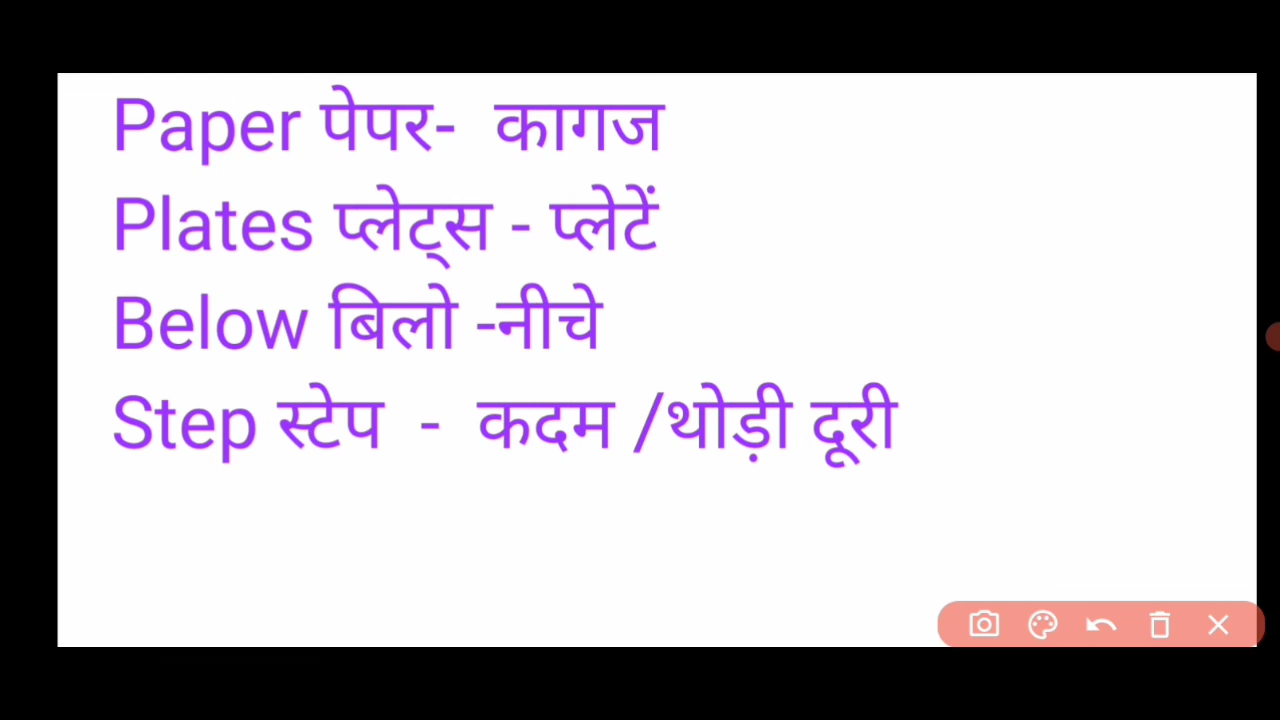 Paper पेपर-  कागज
Plates प्लेट्स - प्लेटें
Below बिलो -नीचे
Step स्टेप  -  कदम /थोड़ी दूरी